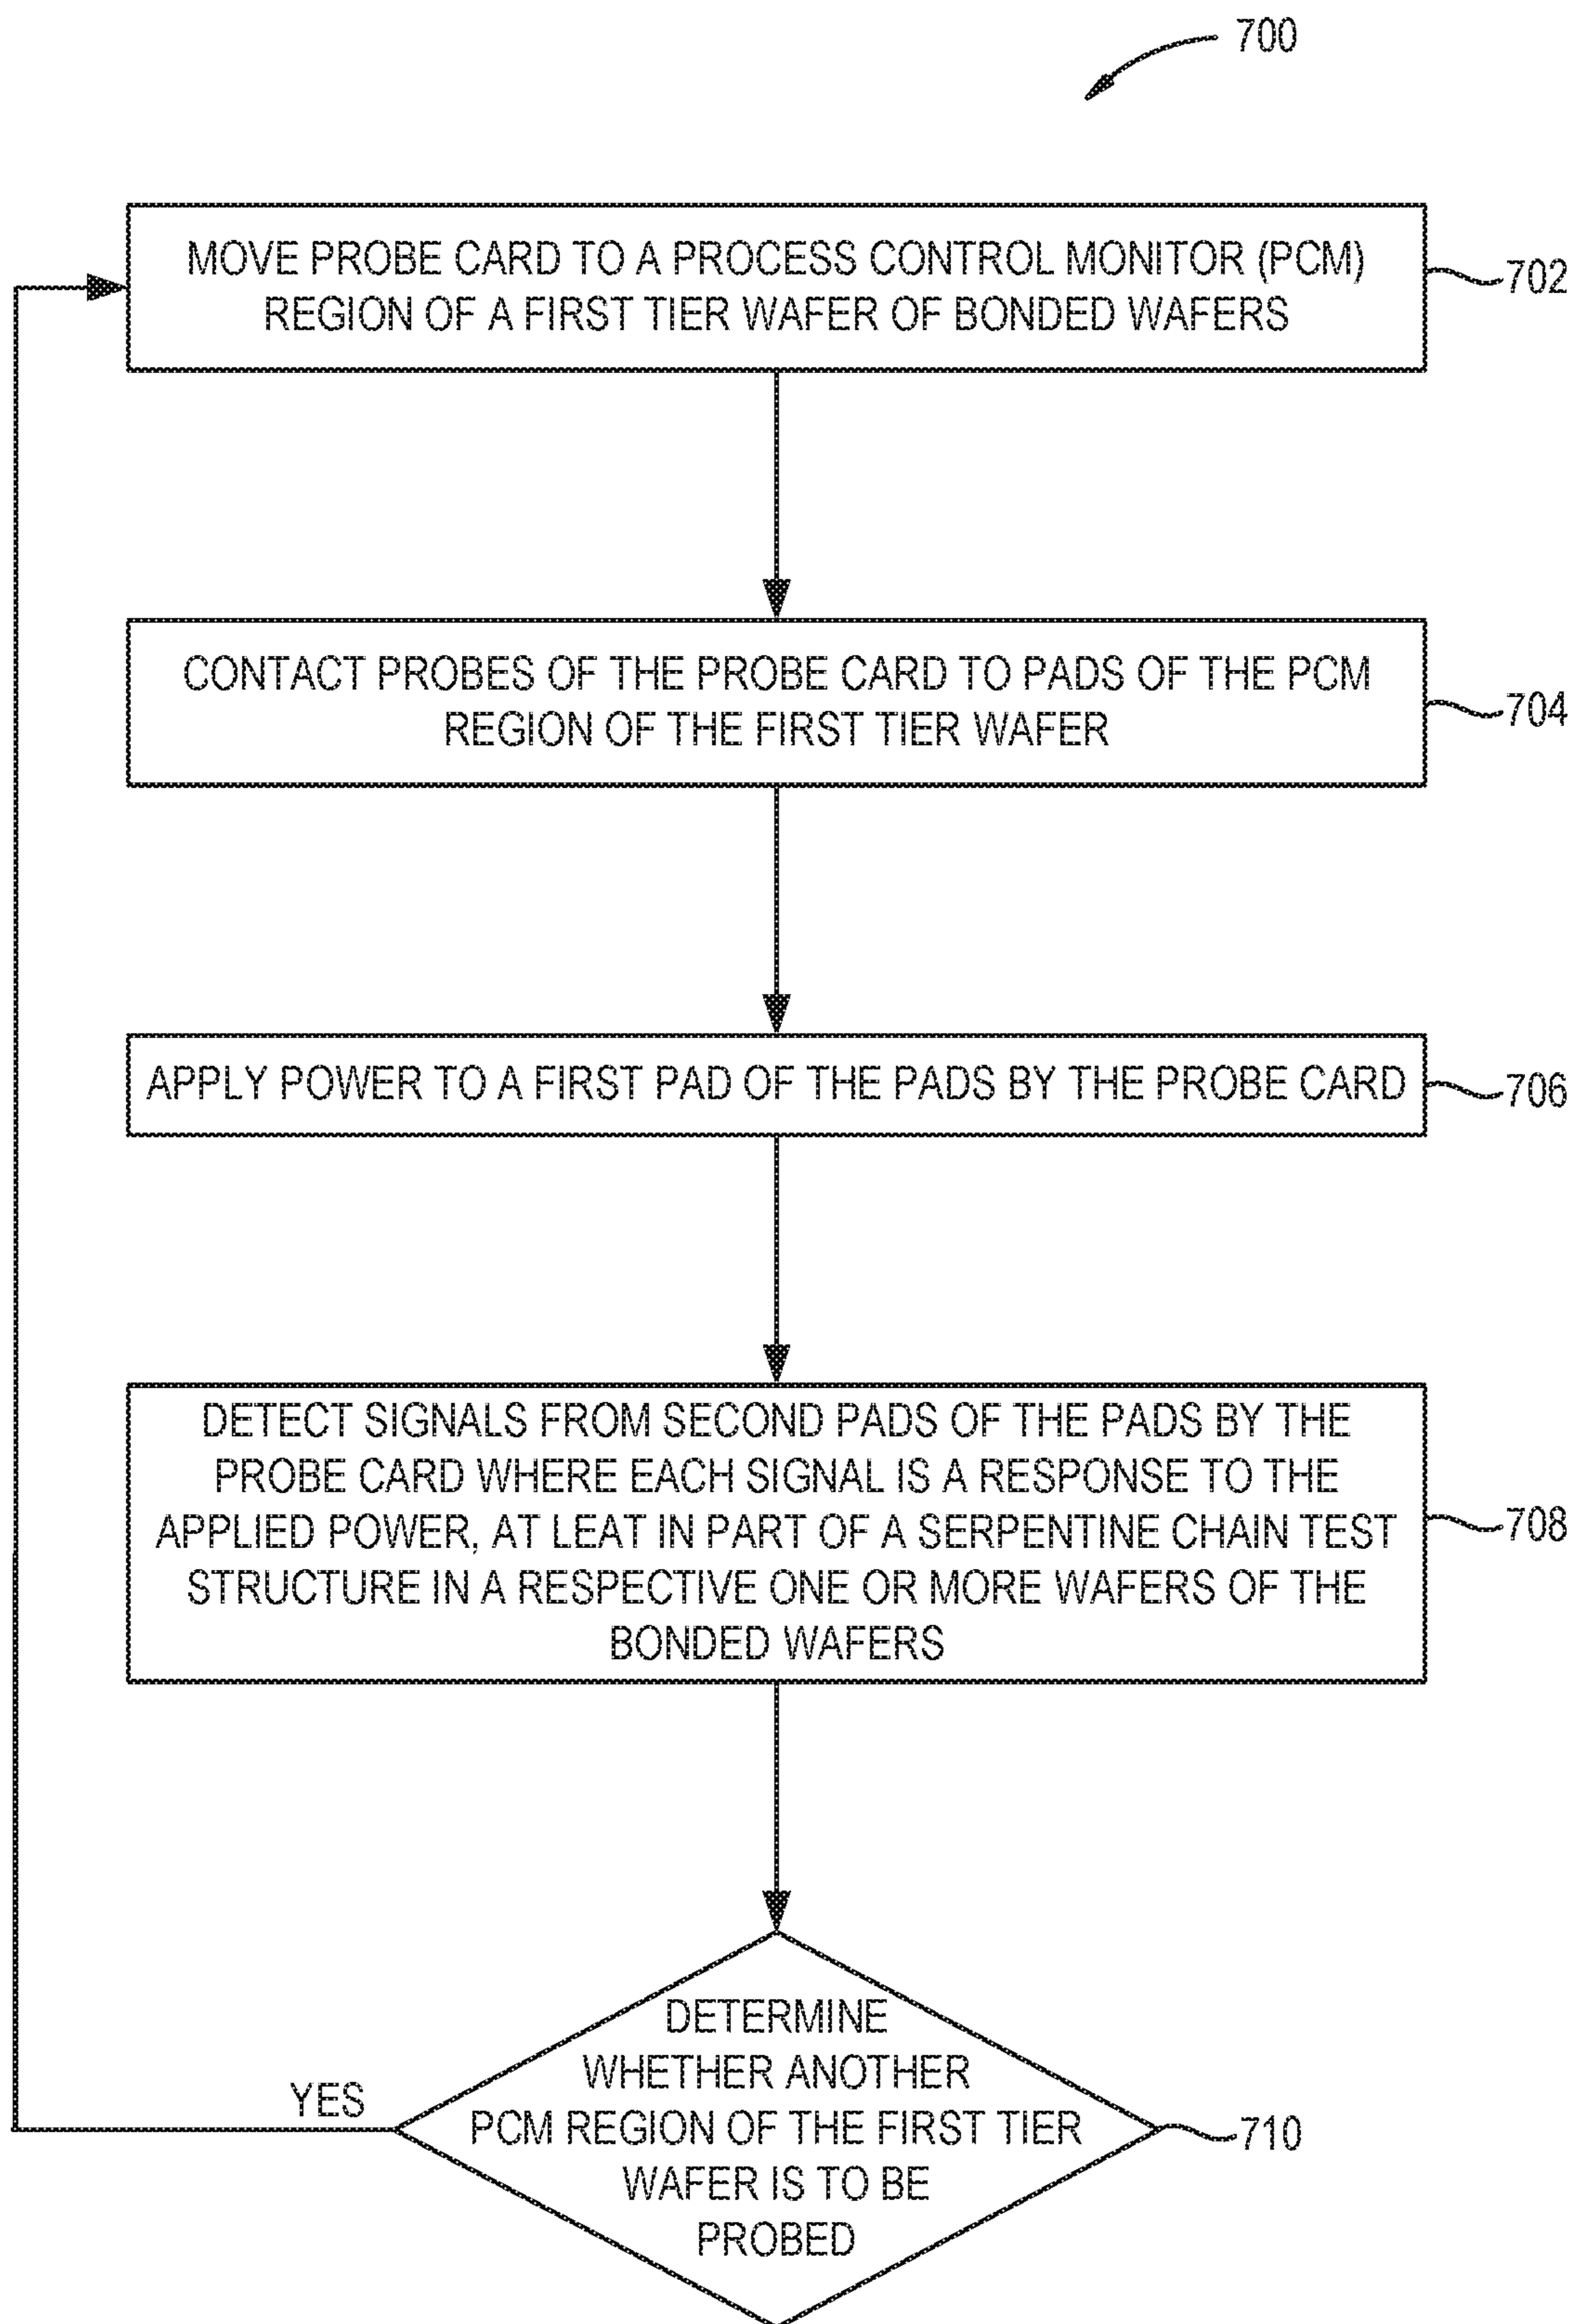 700
MOVE PROBE CARD TO A PROCESS CONTROL MONITOR (PCM)
REGION OF A FIRST TIER WAFER OF BONDED WAFERS
702
CONTACT PROBES OF THE PROBE CARD TO PADS OF THE PCM
REGION OF THE FIRST TIER WAFER
704
APPLY POWER TO A FIRST PAD OF THE PADS BY THE PROBE CARD
706
DETECT SIGNALS FROM SECOND PADS OF THE PADS BY THE
PROBE CARD WHERE EACH SIGNAL IS A RESPONSE TO THE
APPLIED POWER, AT LEAT IN PART OF A SERPENTINE CHAIN TEST
STRUCTURE IN A RESPECTIVE ONE OR MORE WAFERS OF THE
BONDED WAFERS
708
DETERMINE
WHETHER ANOTHER
PCM REGION OF THE FIRST TIER
WAFER IS TO BE
PROBED
YES
710